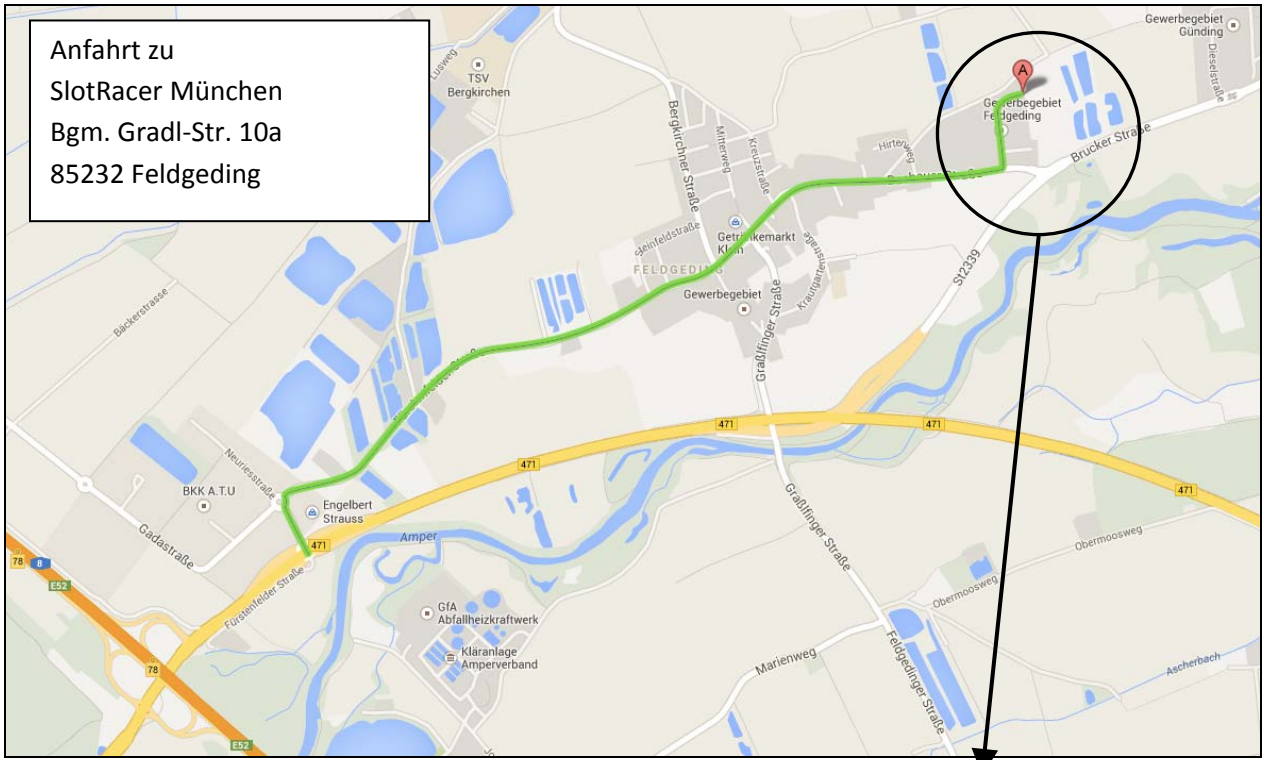 Anfahrt zu
SlotRacer München
Bgm. Gradl-Str. 10a
85232 Feldgeding
Gewerbegebiet
Günding
Dieselstraße
Lusweg
TSV
Bergkirchen
A
Gewerbegebiet
Feldgeding
Brucker Straße
Bergkirchner Straße
Mitterweg
Kreuzstraße
Hirtenweg
Steinfeldstraße
Getränkemarkt
Klein
Krautgartenstraße
FELDGEDING
Gewerbegebiet
St2339
Bäckerstrasse
Graßlfinger Straße
471
471
471
471
Neuriesstraße
BKK A.T.U
Engelbert
Strauss
Gadastraße
471
Amper
Graßlfinger Straße
Obermoosweg
78
8
E52
Fürstenfelder Straße
GfA
Abfallheizkraftwerk
Obermoosweg
Kläranlage
Amperverband
Marienweg
Feldgedinger Straße
Ascherbach
78
E52